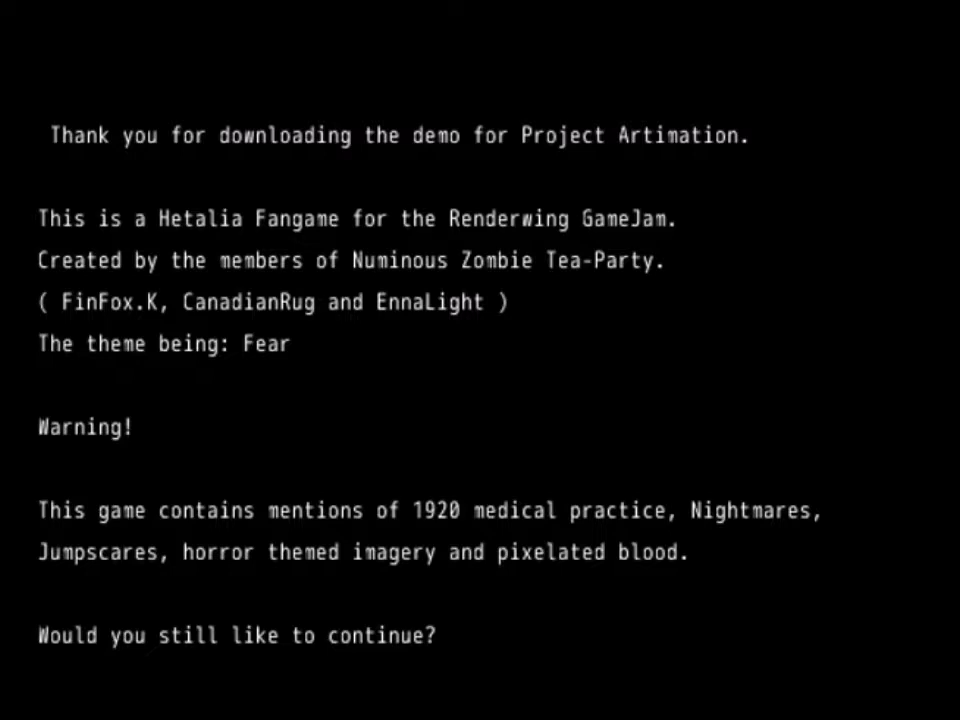 Thank you for downloading the demo for Project Artimation.
This is a Hetalia Fangame for the Renderwing GameJam.
Created by the members of Numinous Zombie Tea-Party.
( FinFox.K, CanadianRug and EnnaLight )
The theme being: Fear
Warning!
This game contains mentions of 1920 medical practice, Nightmares,
Jumpscares, horror themed imagery and pixelated blood.
Would you still like to continue?